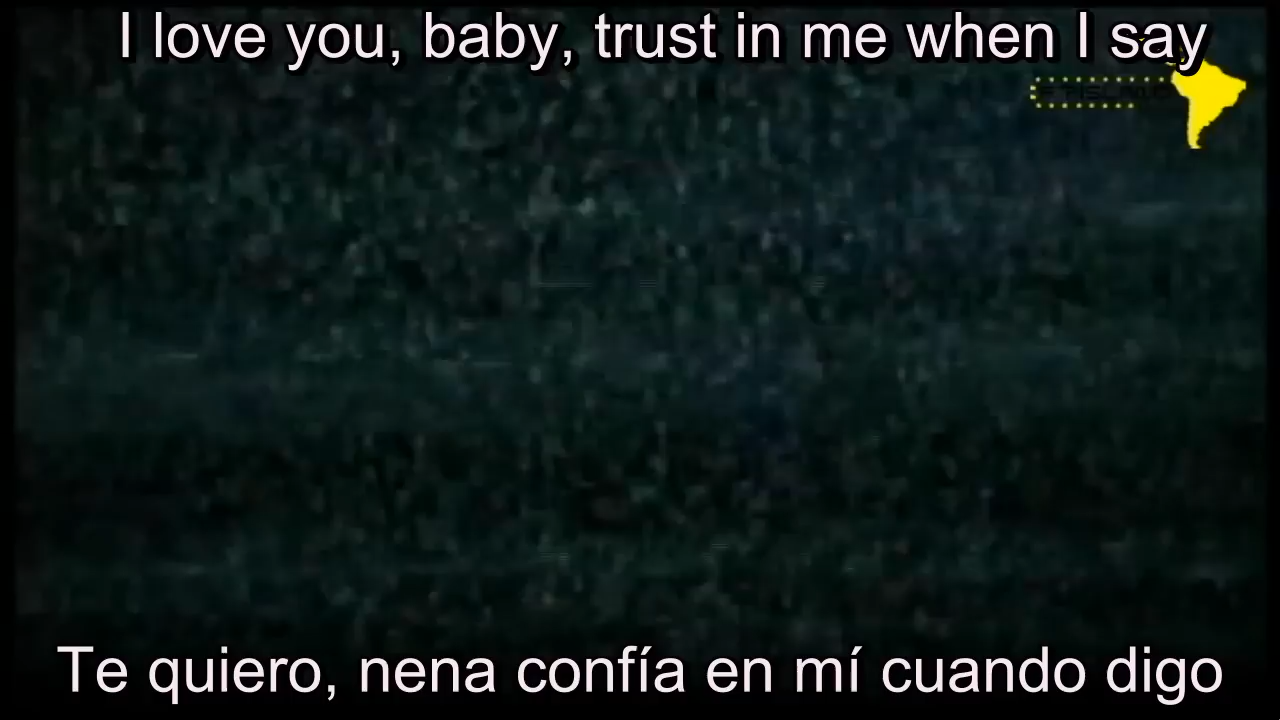 I love you, baby, trust in me when I say
Te quiero, nena confía en mí cuando digo